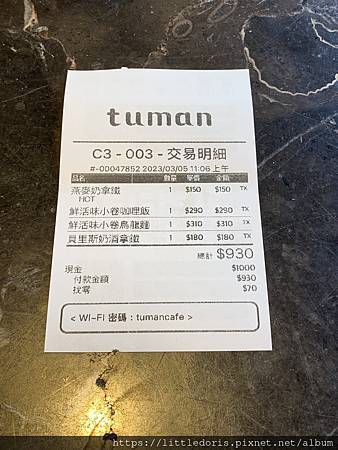 tuman
C3 - 003 - 交易明細
#-00047852 2023/03/05 11:06 上午
品名 數量 單價 金額
燕麥奶拿鐵 1 $150 $150 TX
HOT
鮮活味小卷咖哩飯 1 $290 $290 TX
鮮活味小卷烏龍麵 1 $310 $310 TX
貝里斯奶酒拿鐵 1 $180 $180 TX
總計 $930
現金 $1000
付款金額 $930
找零 $70
< WI-FI 密碼 : tumancafe >
https://littledoris.pixnet.net/album